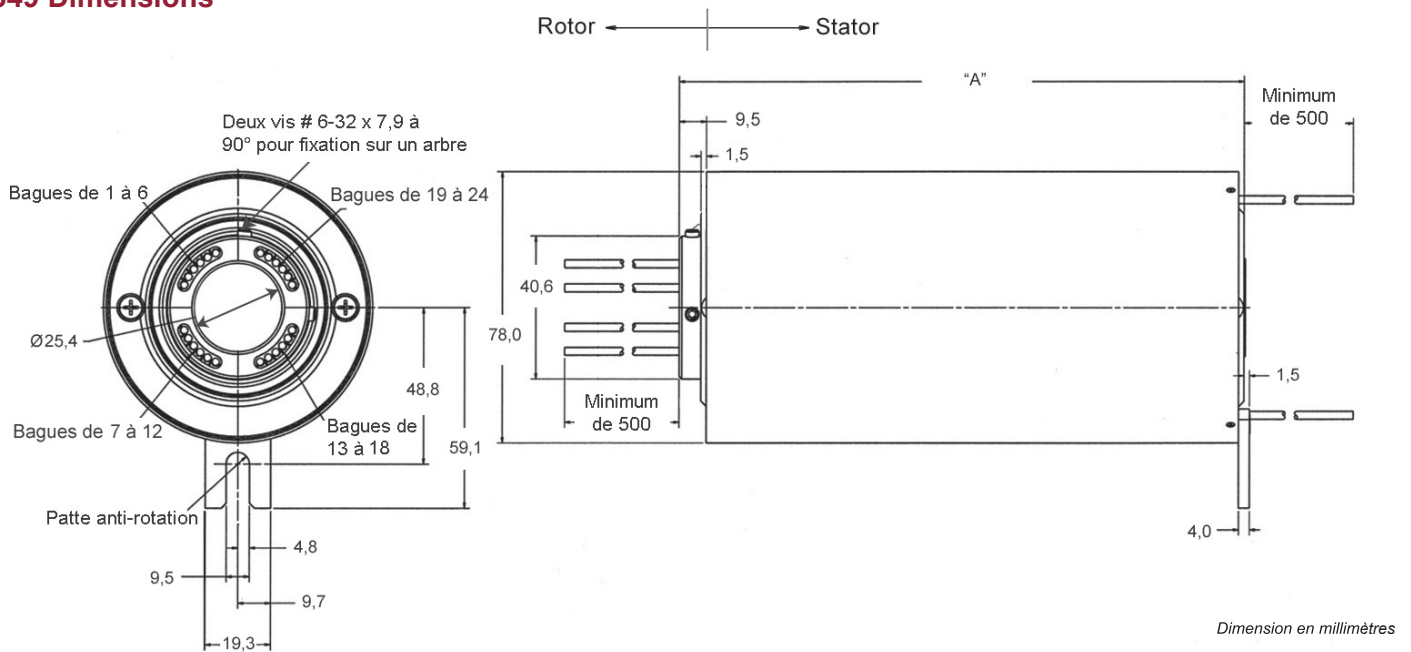 Dimensions
Rotor
Stator
"A"
Minimum
de 500
9,5
1,5
Deux vis # 6-32 x 7,9 à
90° pour fixation sur un arbre
Bagues de 1 à 6
Bagues de 19 à 24
40,6
78,0
Ø25,4
48,8
59,1
1,5
Minimum
de 500
Bagues de 7 à 12
Bagues de
13 à 18
Patte anti-rotation
4,0
4,8
9,5
9,7
19,3
Dimension en millimètres